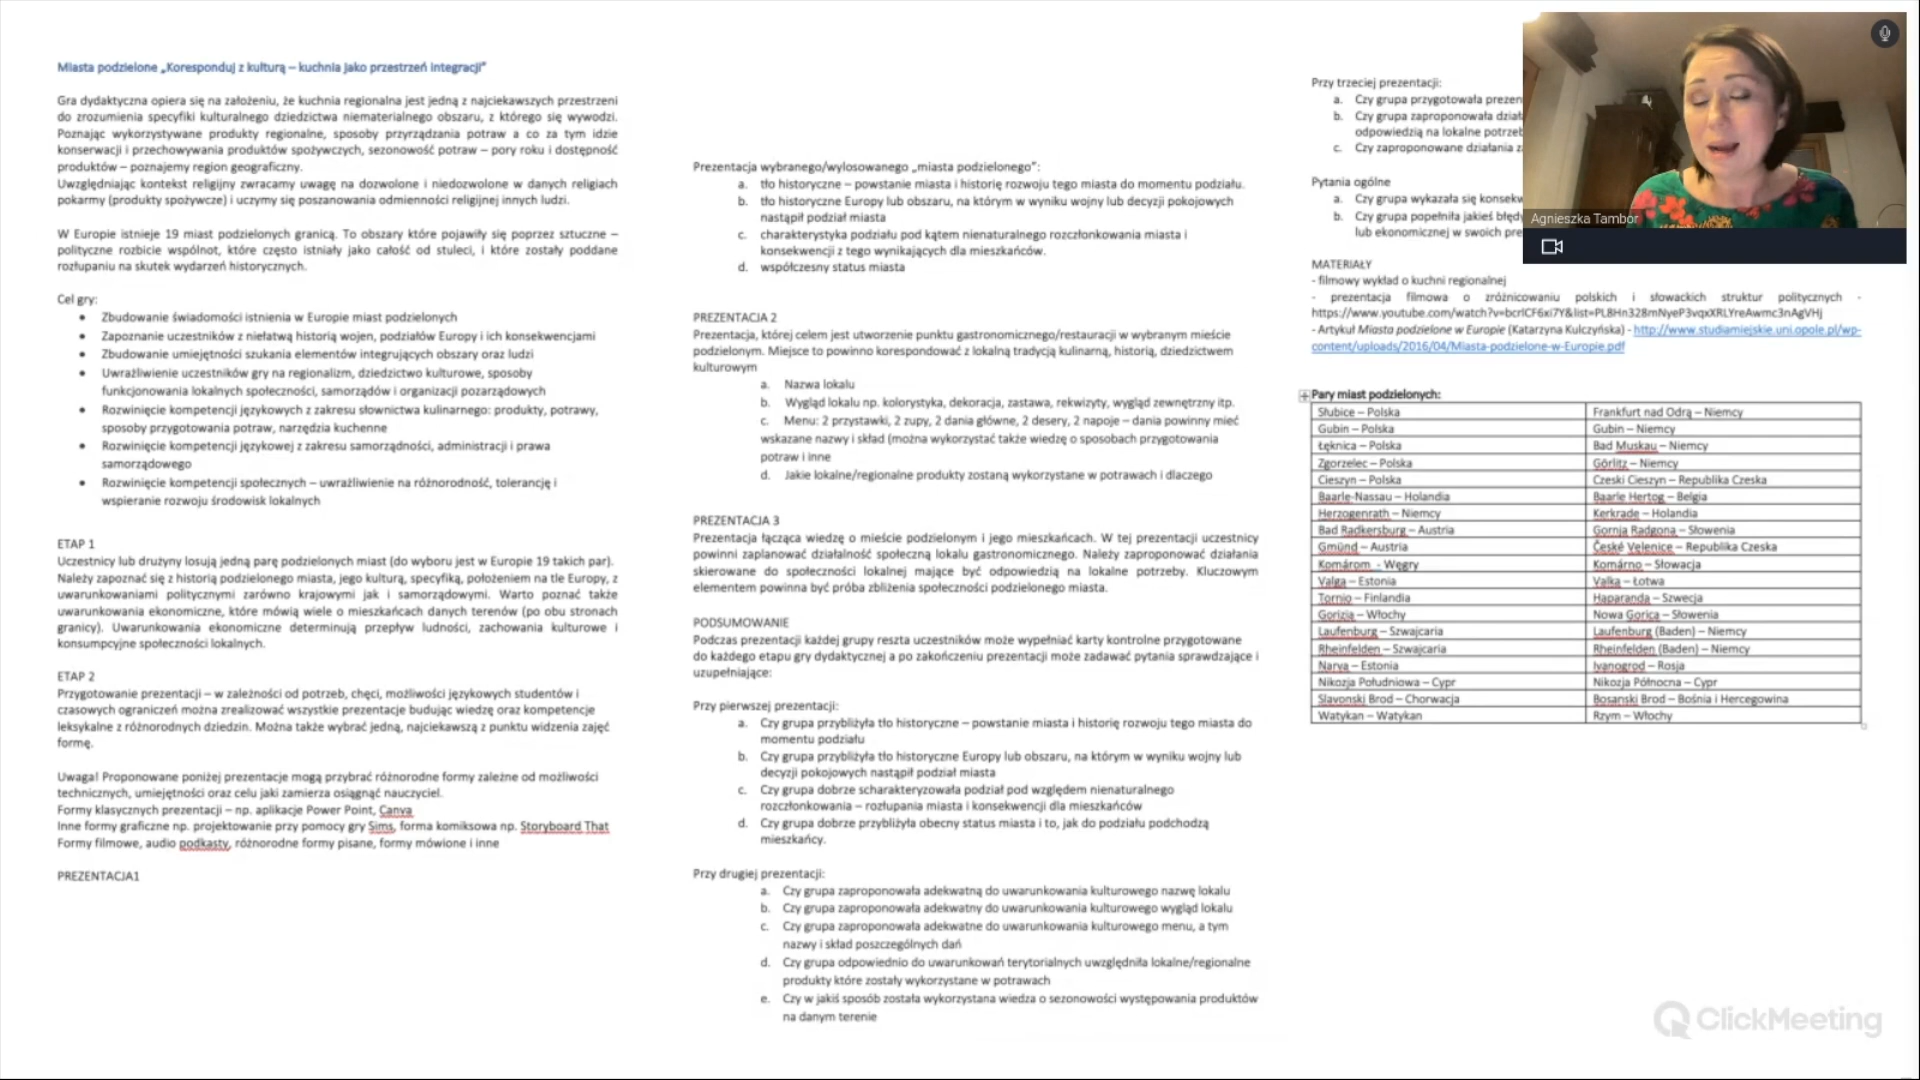 Miasta podzielone „Koresponduj z kulturą – kuchnia jako przestrzeń integracji"
Gra dydaktyczna opiera się na założeniu, że kuchnia regionalna jest jedną z najciekawszych przestrzeni
do zrozumienia specyfiki kulturalnego dziedzictwa niematerialnego obszaru, z którego się wywodzi.
Poznając wykorzystywane produkty regionalne, sposoby przyrządzania potraw a co za tym idzie
konserwacji i przechowywania produktów spożywczych, sezonowość potraw – pory roku i dostępność
produktów – poznajemy region geograficzny.
Uwzględniając kontekst religijny zwracamy uwagę na dozwolone i niedozwolone w danych religiach
pokarmy (produkty spożywcze) i uczymy się poszanowania odmienności religijnej innych ludzi.
W Europie istnieje 19 miast podzielonych granicą. To obszary które pojawiły się poprzez sztuczne –
polityczne rozbicie wspólnot, które często istniały jako całość od stuleci, i które zostały poddane
rozłupaniu na skutek wydarzeń historycznych.
Cel gry:
• Zbudowanie świadomości istnienia w Europie miast podzielonych
• Zapoznanie uczestników z niełatwą historią wojen, podziałów Europy i ich konsekwencjami
• Zbudowanie umiejętności szukania elementów integrujących obszary oraz ludzi
• Uwrażliwienie uczestników gry na regionalizm, dziedzictwo kulturowe, sposoby
funkcjonowania lokalnych społeczności, samorządów i organizacji pozarządowych
• Rozwinięcie kompetencji językowych z zakresu słownictwa kulinarnego: produkty, potrawy,
sposoby przygotowania potraw, narzędzia kuchenne
• Rozwinięcie kompetencji językowej z zakresu samorządności, administracji i prawa
samorządowego
• Rozwinięcie kompetencji społecznych – uwrażliwienie na różnorodność, tolerancję i
wspieranie rozwoju środowisk lokalnych
ETAP 1
Uczestnicy lub drużyny losują jedną parę podzielonych miast (do wyboru jest w Europie 19 takich par).
Należy zapoznać się z historią podzielonego miasta, jego kulturą, specyfiką, położeniem na tle Europy, z
uwarunkowaniami politycznymi zarówno krajowymi jak i samorządowymi. Warto poznać także
uwarunkowania ekonomiczne, które mówią wiele o mieszkańcach danych terenów (po obu stronach
granicy). Uwarunkowania ekonomiczne determinują przepływ ludności, zachowania kulturowe i
konsumpcyjne społeczności lokalnych.
ETAP 2
Przygotowanie prezentacji – w zależności od potrzeb, chęci, możliwości językowych studentów i
czasowych ograniczeń można zrealizować wszystkie prezentacje budując wiedzę oraz kompetencje
leksykalne z różnorodnych dziedzin. Można także wybrać jedną, najciekawszą z punktu widzenia zajęć
formę.
Uwaga! Proponowane poniżej prezentacje mogą przybrać różnorodne formy zależne od możliwości
technicznych, umiejętności oraz celu jaki zamierza osiągnąć nauczyciel.
Formy klasycznych prezentacji – np. aplikacje Power Point, Canva
Inne formy graficzne np. projektowanie przy pomocy gry Sims, forma komiksowa np. Storyboard That
Formy filmowe, audio podkasty, różnorodne formy pisane, formy mówione i inne
PREZENTACJA1
Prezentacja wybranego/wylosowanego „miasta podzielonego":
a. tło historyczne – powstanie miasta i historię rozwoju tego miasta do momentu podziału.
b. tło historyczne Europy lub obszaru, na którym w wyniku wojny lub decyzji pokojowych
nastąpił podział miasta
c. charakterystyka podziału pod kątem nienaturalnego rozczłonkowania miasta i
konsekwencji z tego wynikających dla mieszkańców.
d. współczesny status miasta
PREZENTACJA 2
Prezentacja, której celem jest utworzenie punktu gastronomicznego/restauracji w wybranym mieście
podzielonym. Miejsce to powinno korespondować z lokalną tradycją kulinarną, historią, dziedzictwem
kulturowym
a. Nazwa lokalu
b. Wygląd lokalu np. kolorystyka, dekoracja, zastawa, rekwizyty, wygląd zewnętrzny itp.
c. Menu: 2 przystawki, 2 zupy, 2 dania główne, 2 desery, 2 napoje – dania powinny mieć
wskazane nazwy i skład (można wykorzystać także wiedzę o sposobach przygotowania
potraw i inne
d. Jakie lokalne/regionalne produkty zostaną wykorzystane w potrawach i dlaczego
PREZENTACJA 3
Prezentacja łącząca wiedzę o mieście podzielonym i jego mieszkańcach. W tej prezentacji uczestnicy
powinni zaplanować działalność społeczną lokalu gastronomicznego. Należy zaproponować działania
skierowane do społeczności lokalnej mające być odpowiedzią na lokalne potrzeby. Kluczowym
elementem powinna być próba zbliżenia społeczności podzielonego miasta.
PODSUMOWANIE
Podczas prezentacji każdej grupy reszta uczestników może wypełniać karty kontrolne przygotowane
do każdego etapu gry dydaktycznej a po zakończeniu prezentacji może zadawać pytania sprawdzające i
uzupełniające:
Przy pierwszej prezentacji:
a. Czy grupa przybliżyła tło historyczne – powstanie miasta i historię rozwoju tego miasta do
momentu podziału
b. Czy grupa przybliżyła tło historyczne Europy lub obszaru, na którym w wyniku wojny lub
decyzji pokojowych nastąpił podział miasta
c. Czy grupa dobrze scharakteryzowała podział pod względem nienaturalnego
rozczłonkowania – rozłupania miasta i konsekwencji dla mieszkańców
d. Czy grupa dobrze przybliżyła obecny status miasta i to, jak do podziału podchodzą
mieszkańcy.
Przy drugiej prezentacji:
a. Czy grupa zaproponowała adekwatną do uwarunkowania kulturowego nazwę lokalu
b. Czy grupa zaproponowała adekwatny do uwarunkowania kulturowego wygląd lokalu
c. Czy grupa zaproponowała adekwatne do uwarunkowania kulturowego menu, a tym
nazwy i skład poszczególnych dań
d. Czy grupa odpowiednio do uwarunkowań terytorialnych uwzględniła lokalne/regionalne
produkty które zostały wykorzystane w potrawach
e. Czy w jakiś sposób została wykorzystana wiedza o sezonowości występowania produktów
na danym terenie
Przy trzeciej prezentacji:
a. Czy grupa przygotowała prezen
b. Czy grupa zaproponowała dział
odpowiedzią na lokalne potrzeb
c. Czy zaproponowane działania z
Pytania ogólne
a. Czy grupa wykazała się konsekw
b. Czy grupa popełniła jakieś błędy
lub ekonomicznej w swoich pre
MATERIAŁY
- filmowy wykład o kuchni regionalnej
- prezentacja filmowa o zróżnicowaniu polskich i słowackich struktur politycznych -
https://www.youtube.com/watch?v=bcrlCF6xi7Y&list=PL8Hn328mNyeP3vqxXRLYreAwmc3nAgVHj
- Artykuł Miasta podzielone w Europie (Katarzyna Kulczyńska) - http://www.studiamiejskie.uni.opole.pl/wp-
content/uploads/2016/04/Miasta-podzielone-w-Europie.pdf
Pary miast podzielonych:
Słubice – Polska Frankfurt nad Odrą – Niemcy
Gubin – Polska Gubin – Niemcy
Łęknica – Polska Bad Muskau – Niemcy
Zgorzelec – Polska Görlitz – Niemcy
Cieszyn – Polska Czeski Cieszyn – Republika Czeska
Baarle-Nassau – Holandia Baarle Hertog – Belgia
Herzogenrath – Niemcy Kerkrade – Holandia
Bad Radkersburg – Austria Gornja Radgona – Słowenia
Gmünd – Austria České Velenice – Republika Czeska
Komárom - Węgry Komárno – Słowacja
Valga – Estonia Valka – Łotwa
Tornio – Finlandia Haparanda – Szwecja
Gorizia – Włochy Nowa Gorica – Słowenia
Laufenburg – Szwajcaria Laufenburg (Baden) – Niemcy
Rheinfelden – Szwajcaria Rheinfelden (Baden) – Niemcy
Narva – Estonia Ivanogrod – Rosja
Nikozja Południowa – Cypr Nikozja Północna – Cypr
Slavonski Brod – Chorwacja Bosanski Brod – Bośnia i Hercegowina
Watykan – Watykan Rzym – Włochy
Agnieszka Tambor
ClickMeeting